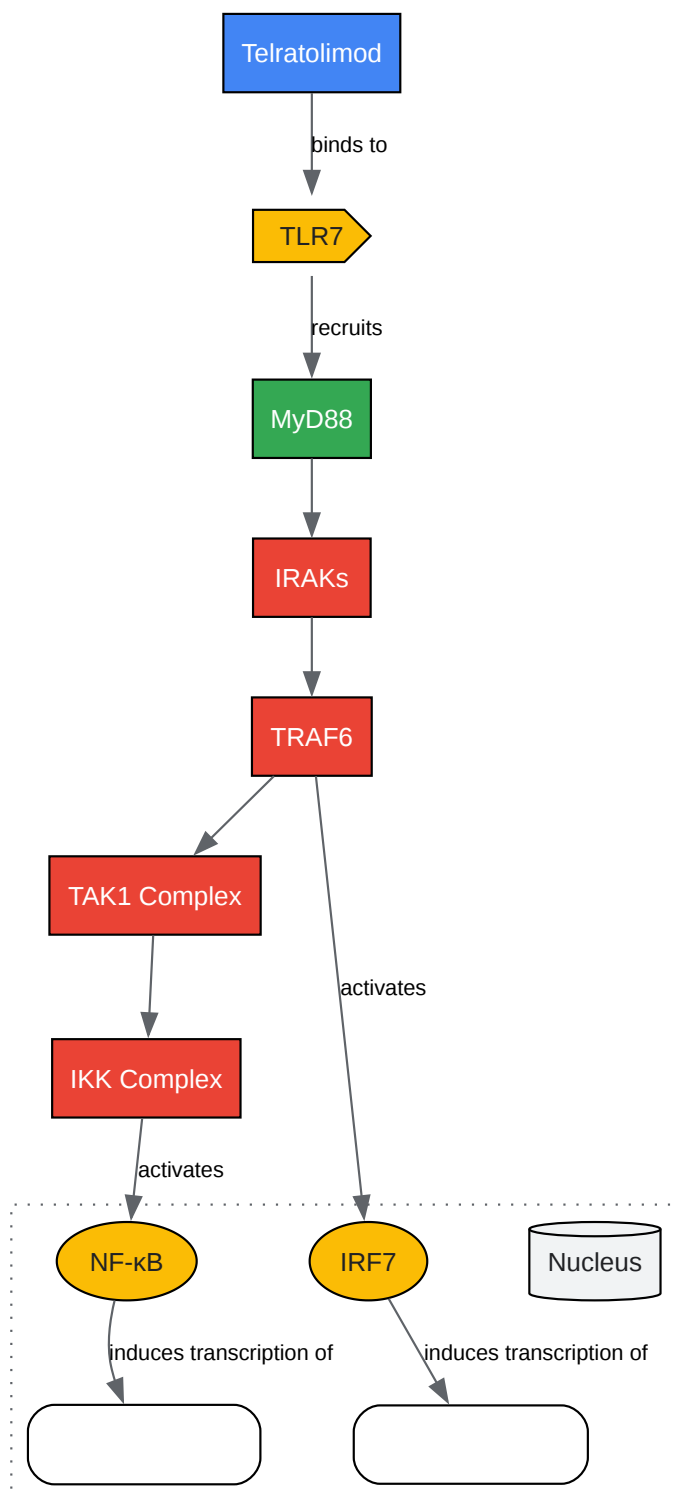 Telratolimod
binds to
TLR7
recruits
MyD88
IRAKs
TRAF6
TAK1 Complex
activates
IKK Complex
activates
NF-κB
IRF7
Nucleus
induces transcription of
induces transcription of